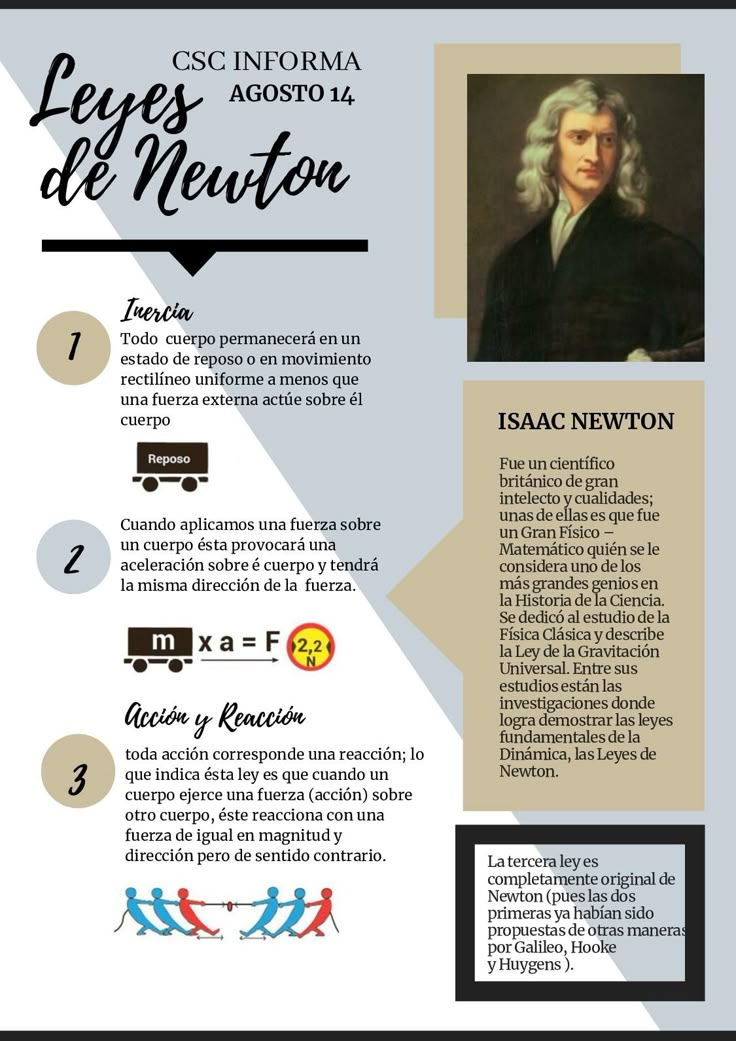 CSC INFORMA
AGOSTO 14
Leyes
de Newton
1
Inercia
Todo cuerpo permanecerá en un
estado de reposo o en movimiento
rectilíneo uniforme a menos que
una fuerza externa actúe sobre él
cuerpo
Reposo
2
Cuando aplicamos una fuerza sobre
un cuerpo ésta provocará una
aceleración sobre é cuerpo y tendrá
la misma dirección de la fuerza.
m x a = F 2,2
N
Acción y Reacción
3
toda acción corresponde una reacción; lo
que indica ésta ley es que cuando un
cuerpo ejerce una fuerza (acción) sobre
otro cuerpo, éste reacciona con una
fuerza de igual en magnitud y
dirección pero de sentido contrario.
ISAAC NEWTON
Fue un científico
británico de gran
intelecto y cualidades;
unas de ellas es que fue
un Gran Físico –
Matemático quién se le
considera uno de los
más grandes genios en
la Historia de la Ciencia.
Se dedicó al estudio de la
Física Clásica y describe
la Ley de la Gravitación
Universal. Entre sus
estudios están las
investigaciones donde
logra demostrar las leyes
fundamentales de la
Dinámica, las Leyes de
Newton.
La tercera ley es
completamente original de
Newton (pues las dos
primeras ya habían sido
propuestas de otras maneras
por Galileo, Hooke
y Huygens ).